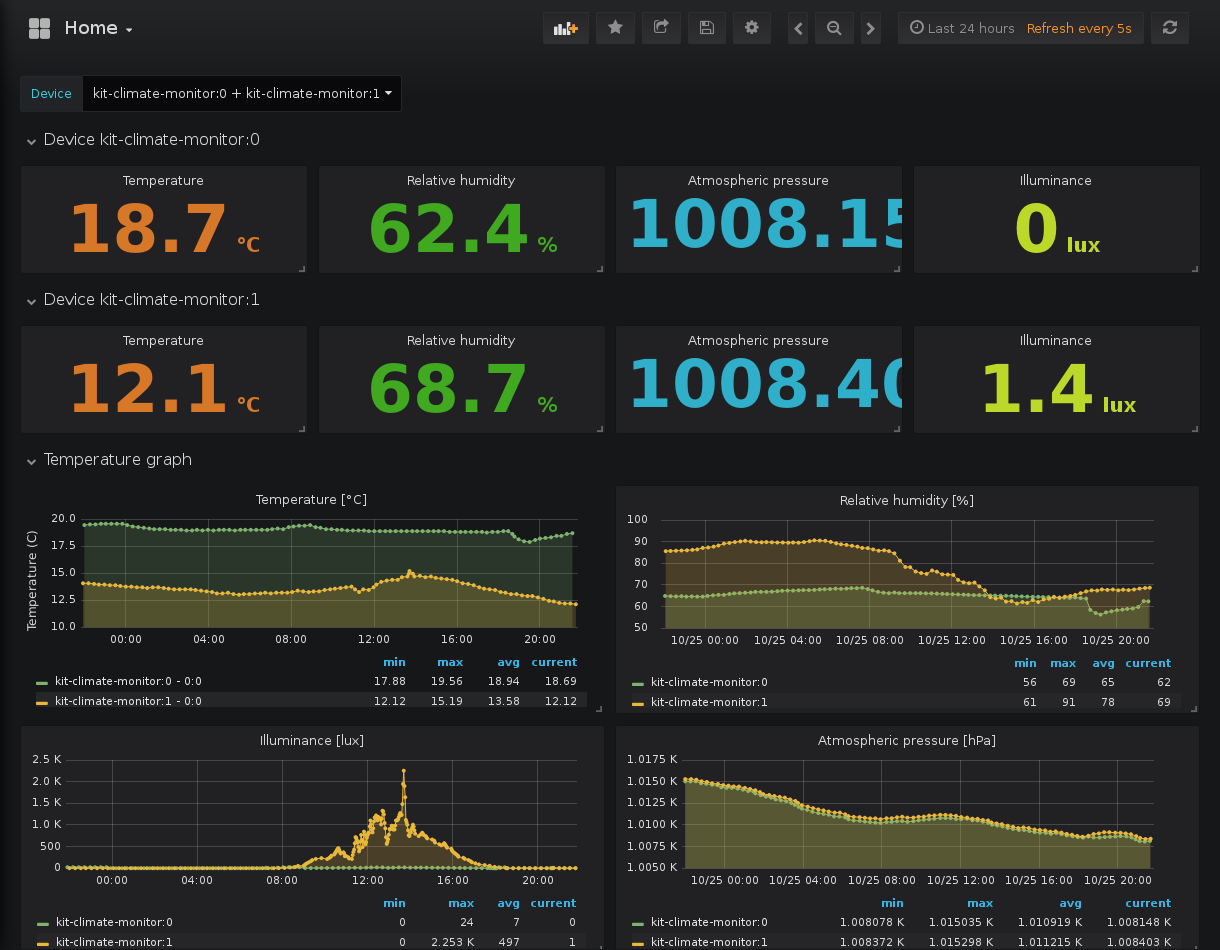 Home
Last 24 hours Refresh every 5s
Device kit-climate-monitor:0 + kit-climate-monitor:1
Device kit-climate-monitor:0
Temperature Relative humidity Atmospheric pressure Illuminance
18.7 °C 62.4 % 1008.15 0 lux
Device kit-climate-monitor:1
Temperature Relative humidity Atmospheric pressure Illuminance
12.1 °C 68.7 % 1008.40 1.4 lux
Temperature graph
Temperature [°C]
Temperature (C)
20.0
17.5
15.0
12.5
10.0
00:00 04:00 08:00 12:00 16:00 20:00
min max avg current
kit-climate-monitor:0 - 0:0 17.88 19.56 18.94 18.69
kit-climate-monitor:1 - 0:0 12.12 15.19 13.58 12.12
Relative humidity [%]
100
90
80
70
60
50
10/25 00:00 10/25 04:00 10/25 08:00 10/25 12:00 10/25 16:00 10/25 20:00
min max avg current
kit-climate-monitor:0 56 69 65 62
kit-climate-monitor:1 61 91 78 69
Illuminance [lux]
2.5 K
2.0 K
1.5 K
1.0 K
500
0
00:00 04:00 08:00 12:00 16:00 20:00
min max avg current
kit-climate-monitor:0 0 24 7 0
kit-climate-monitor:1 0 2.253 K 497 1
Atmospheric pressure [hPa]
1.0175 K
1.0150 K
1.0125 K
1.0100 K
1.0075 K
1.0050 K
10/25 00:00 10/25 04:00 10/25 08:00 10/25 12:00 10/25 16:00 10/25 20:00
min max avg current
kit-climate-monitor:0 1.008078 K 1.015035 K 1.010919 K 1.008148 K
kit-climate-monitor:1 1.008372 K 1.015298 K 1.011215 K 1.008403 K